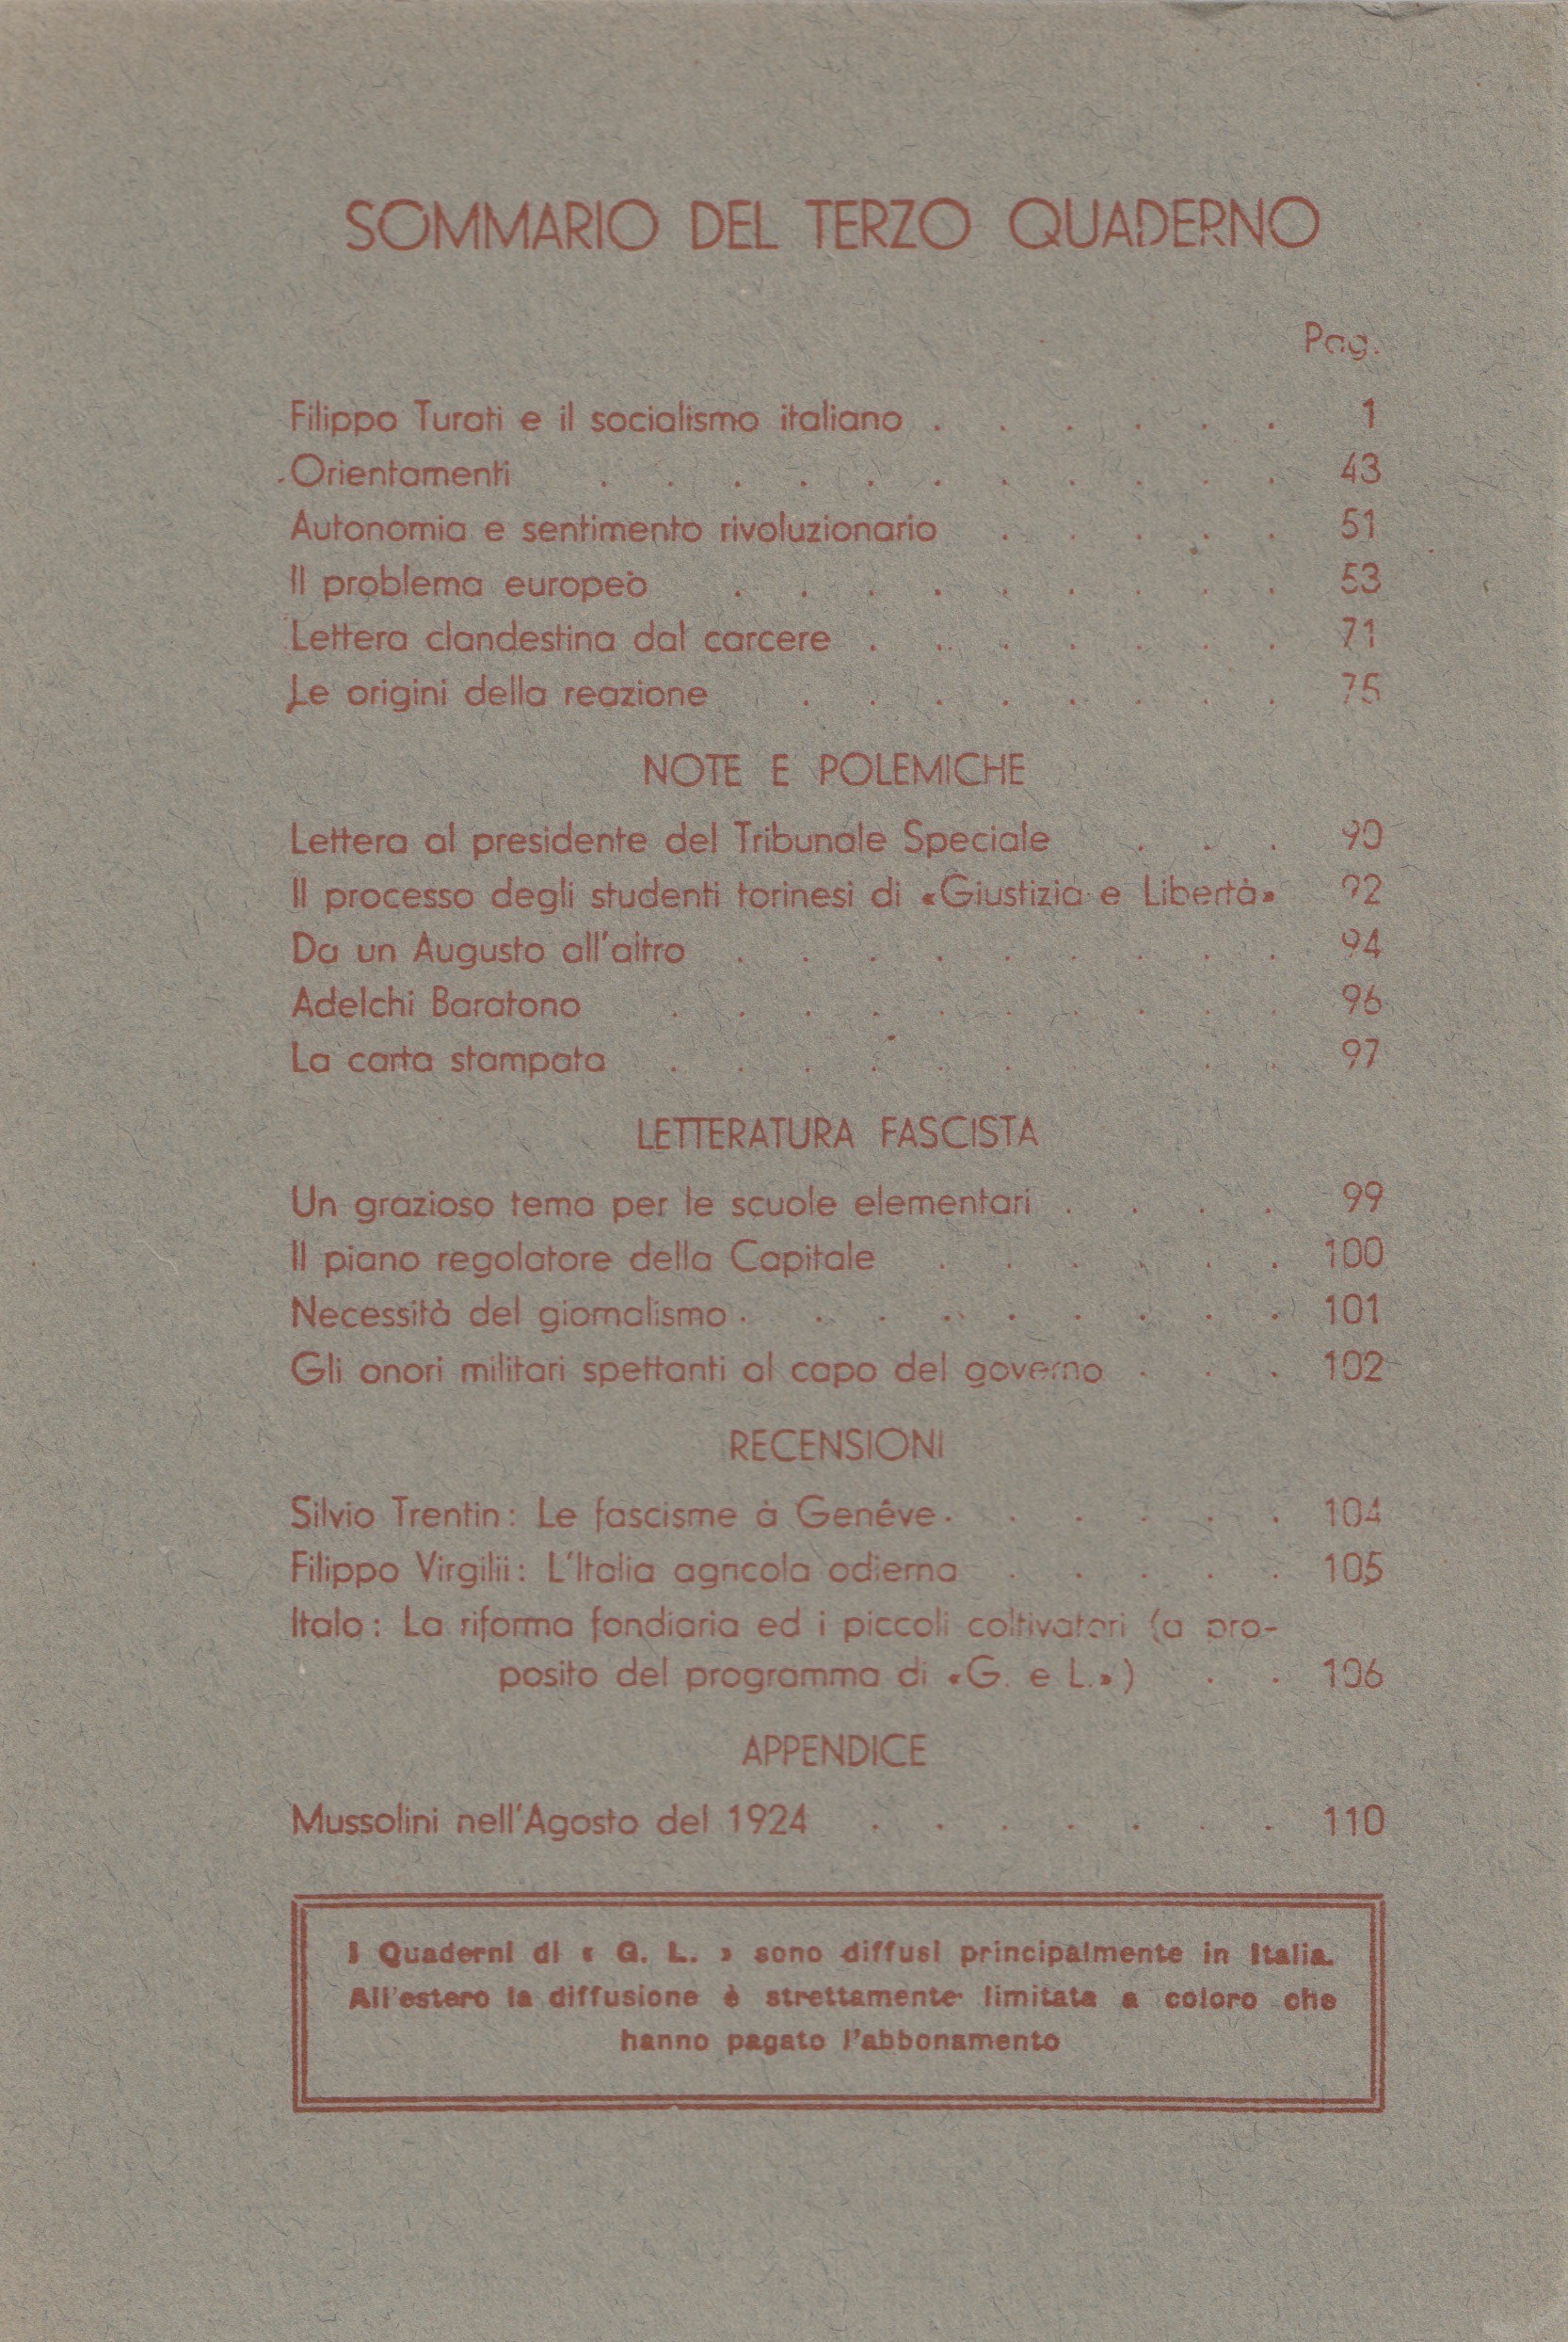 SOMMARIO DEL TERZO QUADERNO
Pag.
Filippo Turati e il socialismo italiano . . . . . . 1
Orientamenti . . . . . . . . . . . 43
Autonomia e sentimento rivoluzionario . . . . . 51
Il problema europeo . . . . . . . . . 53
Lettera clandestina dal carcere . . . . . . . 71
Le origini della reazione . . . . . . . . 75
NOTE E POLEMICHE
Lettera al presidente del Tribunale Speciale . . . 90
Il processo degli studenti torinesi di «Giustizia e Libertà» 92
Da un Augusto all'altro . . . . . . . . . 94
Adelchi Baratono . . . . . . . . . . 96
La carta stampata . . . . . . . . . . 97
LETTERATURA FASCISTA
Un grazioso tema per le scuole elementari . . . . 99
Il piano regolatore della Capitale . . . . . . 100
Necessità del giornalismo . . . . . . . . . 101
Gli onori militari spettanti al capo del governo . . . 102
RECENSIONI
Silvio Trentin: Le fascisme à Genêve . . . . . . 104
Filippo Virgilii: L'Italia agricola odierna . . . . . 105
Italo: La riforma fondiaria ed i piccoli coltivatori (a pro-
posito del programma di «G. e L.») . . 106
APPENDICE
Mussolini nell'Agosto del 1924 . . . . . . . 110
I Quaderni di « G. L. » sono diffusi principalmente in Italia.
All'estero la diffusione è strettamente limitata a coloro che
hanno pagato l'abbonamento